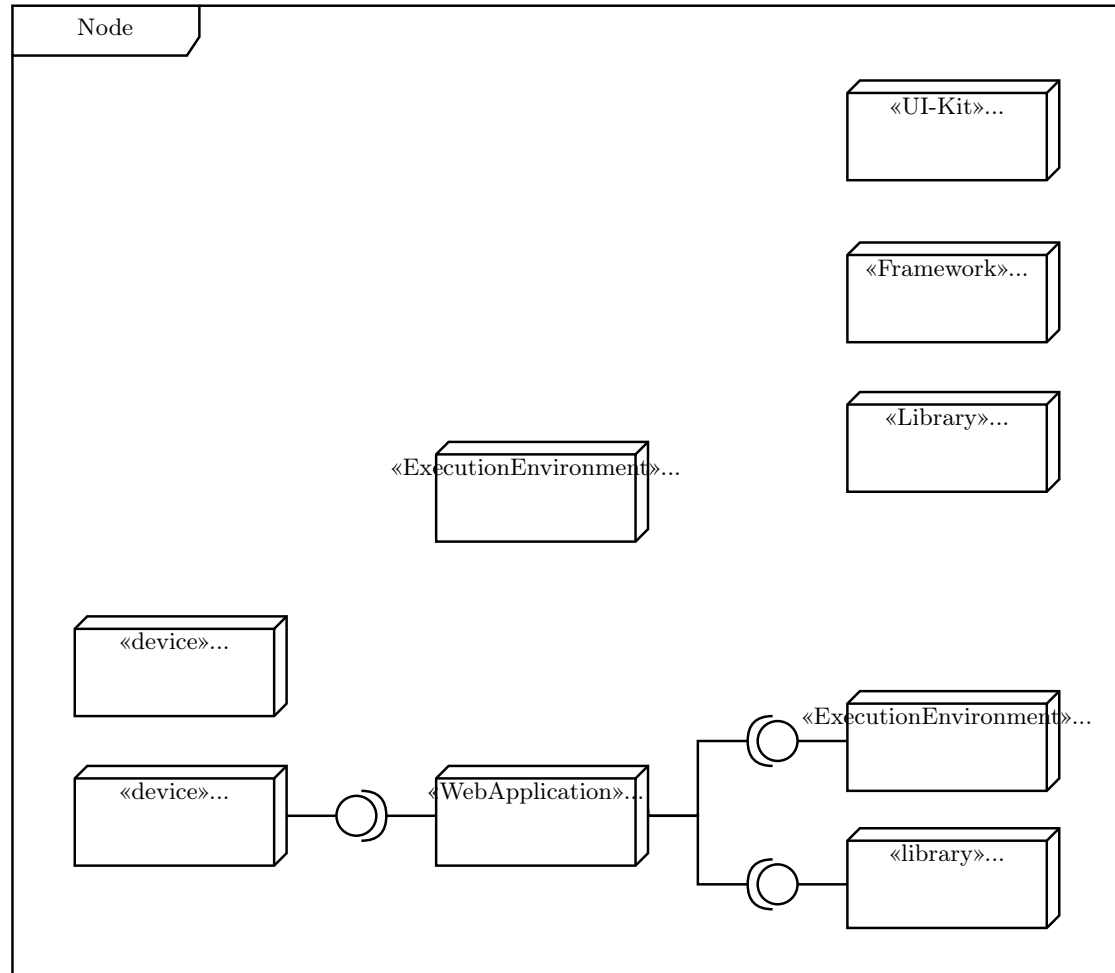 Node
«UI-Kit»...
«Framework»...
«Library»...
«ExecutionEnvironment»...
«device»...
«ExecutionEnvironment»...
«device»...
«WebApplication»...
«library»...